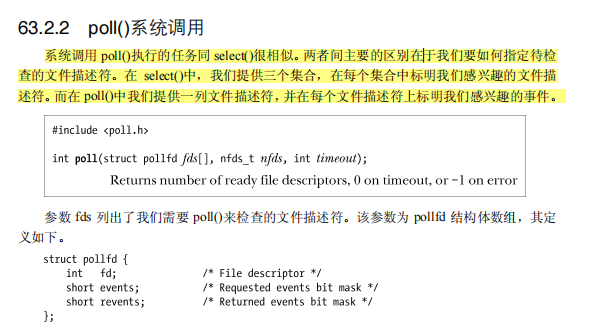 63.2.2 poll()系统调用
系统调用 poll()执行的任务同 select()很相似。两者间主要的区别在于我们要如何指定待检
查的文件描述符。在 select()中，我们提供三个集合，在每个集合中标明我们感兴趣的文件描
述符。而在 poll()中我们提供一列文件描述符，并在每个文件描述符上标明我们感兴趣的事件。
#include <poll.h>
int poll(struct pollfd fds[], nfds_t nfds, int timeout);
Returns number of ready file descriptors, 0 on timeout, or −1 on error
参数 fds 列出了我们需要 poll()来检查的文件描述符。该参数为 pollfd 结构体数组，其定
义如下。
struct pollfd {
int fd; /* File descriptor */
short events; /* Requested events bit mask */
short revents; /* Returned events bit mask */
};